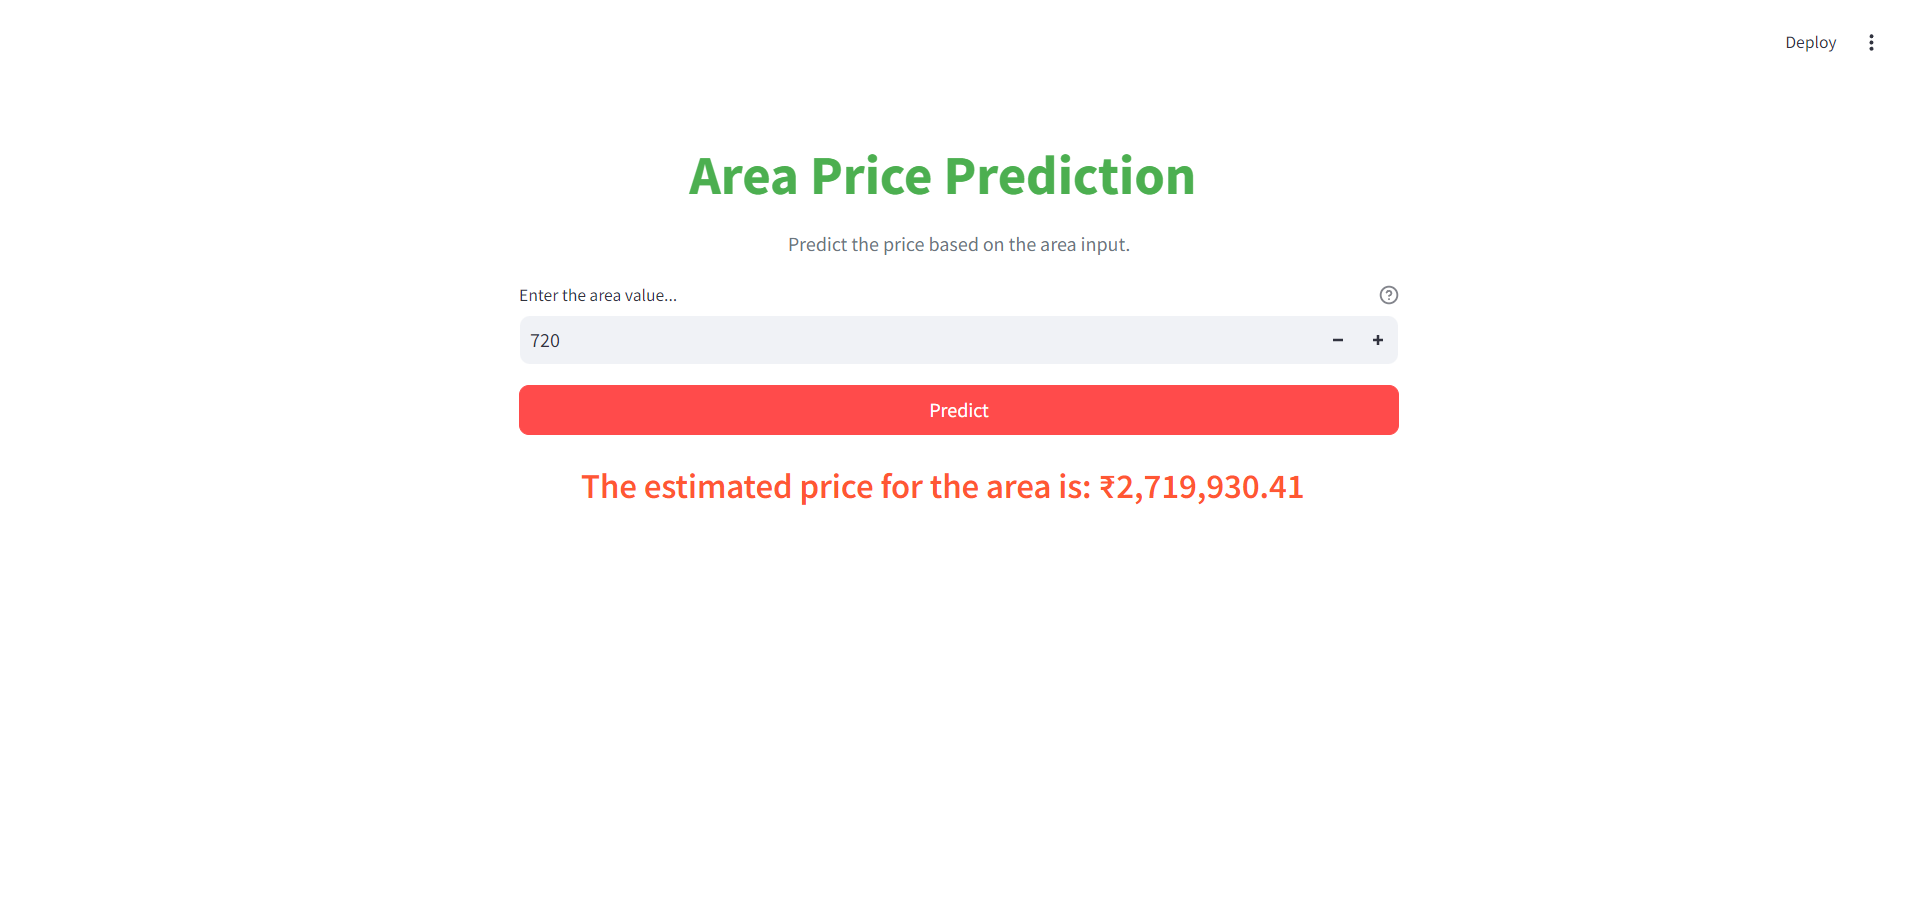 Deploy
Area Price Prediction
Predict the price based on the area input.
Enter the area value...
720
Predict
The estimated price for the area is: ₹2,719,930.41